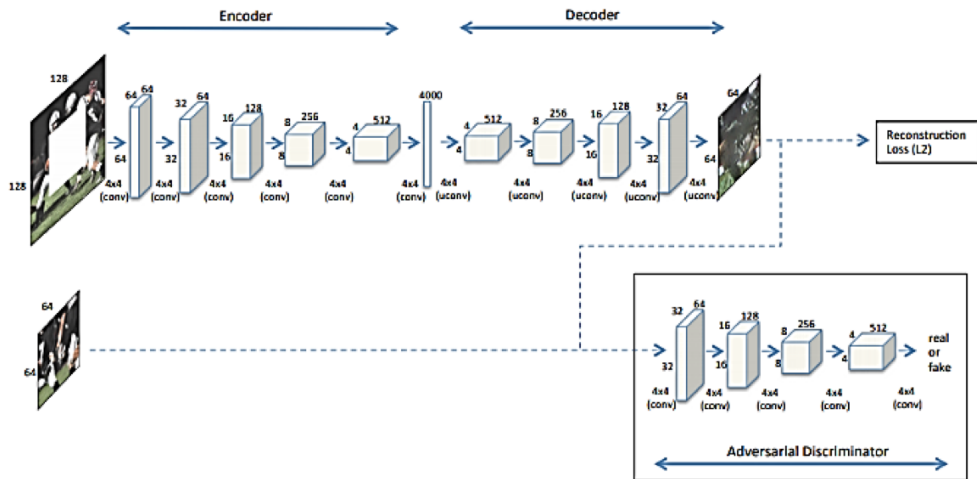 Encoder
Decoder
128
128
64 64
64
4x4
(conv)
32 64
32
4x4
(conv)
16 128
16
4x4
(conv)
8 256
8
4x4
(conv)
4 512
4
4x4
(conv)
4000
4x4
(conv)
4 512
4
4x4
(uconv)
8 256
8
4x4
(uconv)
16 128
16
4x4
(uconv)
32 64
32
4x4
(uconv)
64
64
4x4
(uconv)
Reconstruction
Loss (L2)
64
64
32 64
32
4x4
(conv)
16 128
16
4x4
(conv)
8 256
8
4x4
(conv)
4 512
4
4x4
(conv)
real
or
fake
4x4
(conv)
Adversarial Discriminator